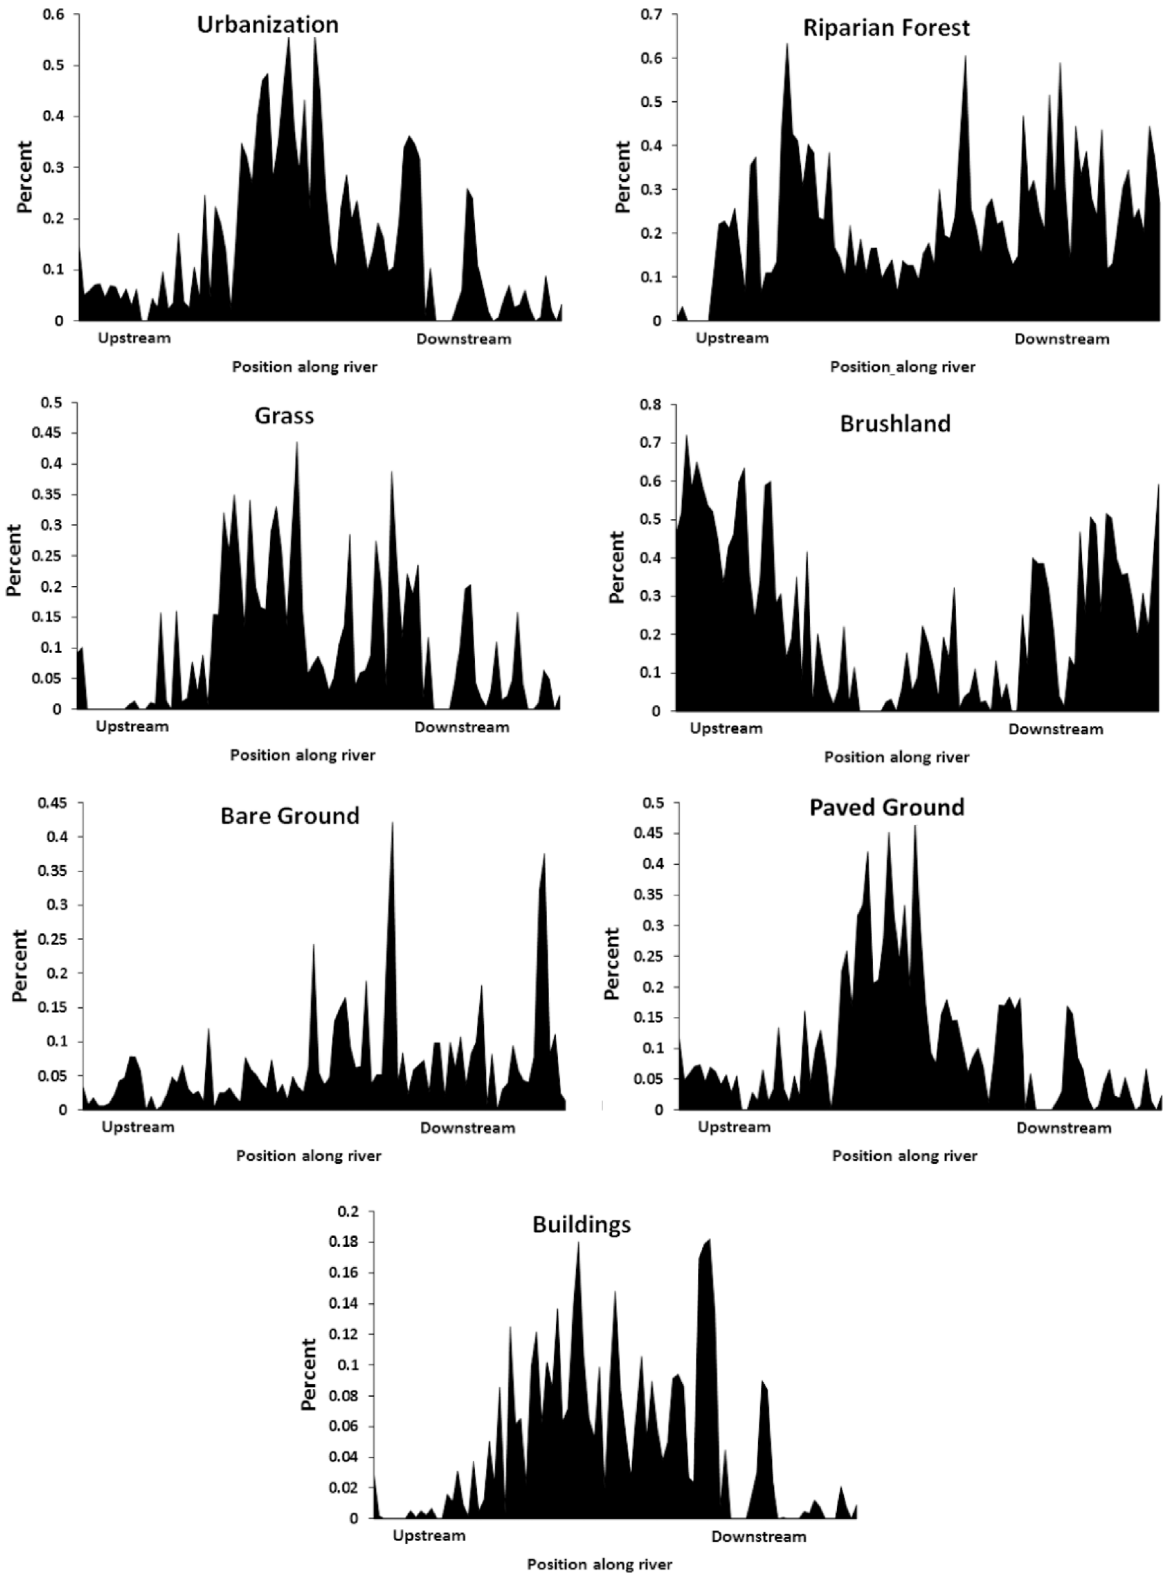 Urbanization
0.6
0.5
0.4
0.3
0.2
0.1
0
Percent
Upstream
Downstream
Position along river
Riparian Forest
0.7
0.6
0.5
0.4
0.3
0.2
0.1
0
Percent
Upstream
Downstream
Position_along river
Grass
0.5
0.45
0.4
0.35
0.3
0.25
0.2
0.15
0.1
0.05
0
Percent
Upstream
Downstream
Position along river
Brushland
0.8
0.7
0.6
0.5
0.4
0.3
0.2
0.1
0
Percent
Upstream
Downstream
Position along river
Bare Ground
0.45
0.4
0.35
0.3
0.25
0.2
0.15
0.1
0.05
0
Percent
Upstream
Downstream
Position along river
Paved Ground
0.5
0.45
0.4
0.35
0.3
0.25
0.2
0.15
0.1
0.05
0
Percent
Upstream
Downstream
Position along river
Buildings
0.2
0.18
0.16
0.14
0.12
0.1
0.08
0.06
0.04
0.02
0
Percent
Upstream
Downstream
Position along river